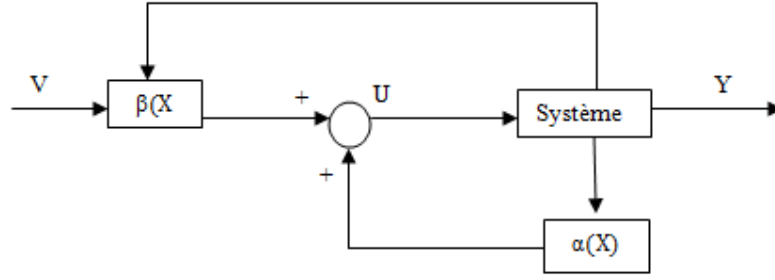 V
β(X
+
U
Système
Y
+
α(X)